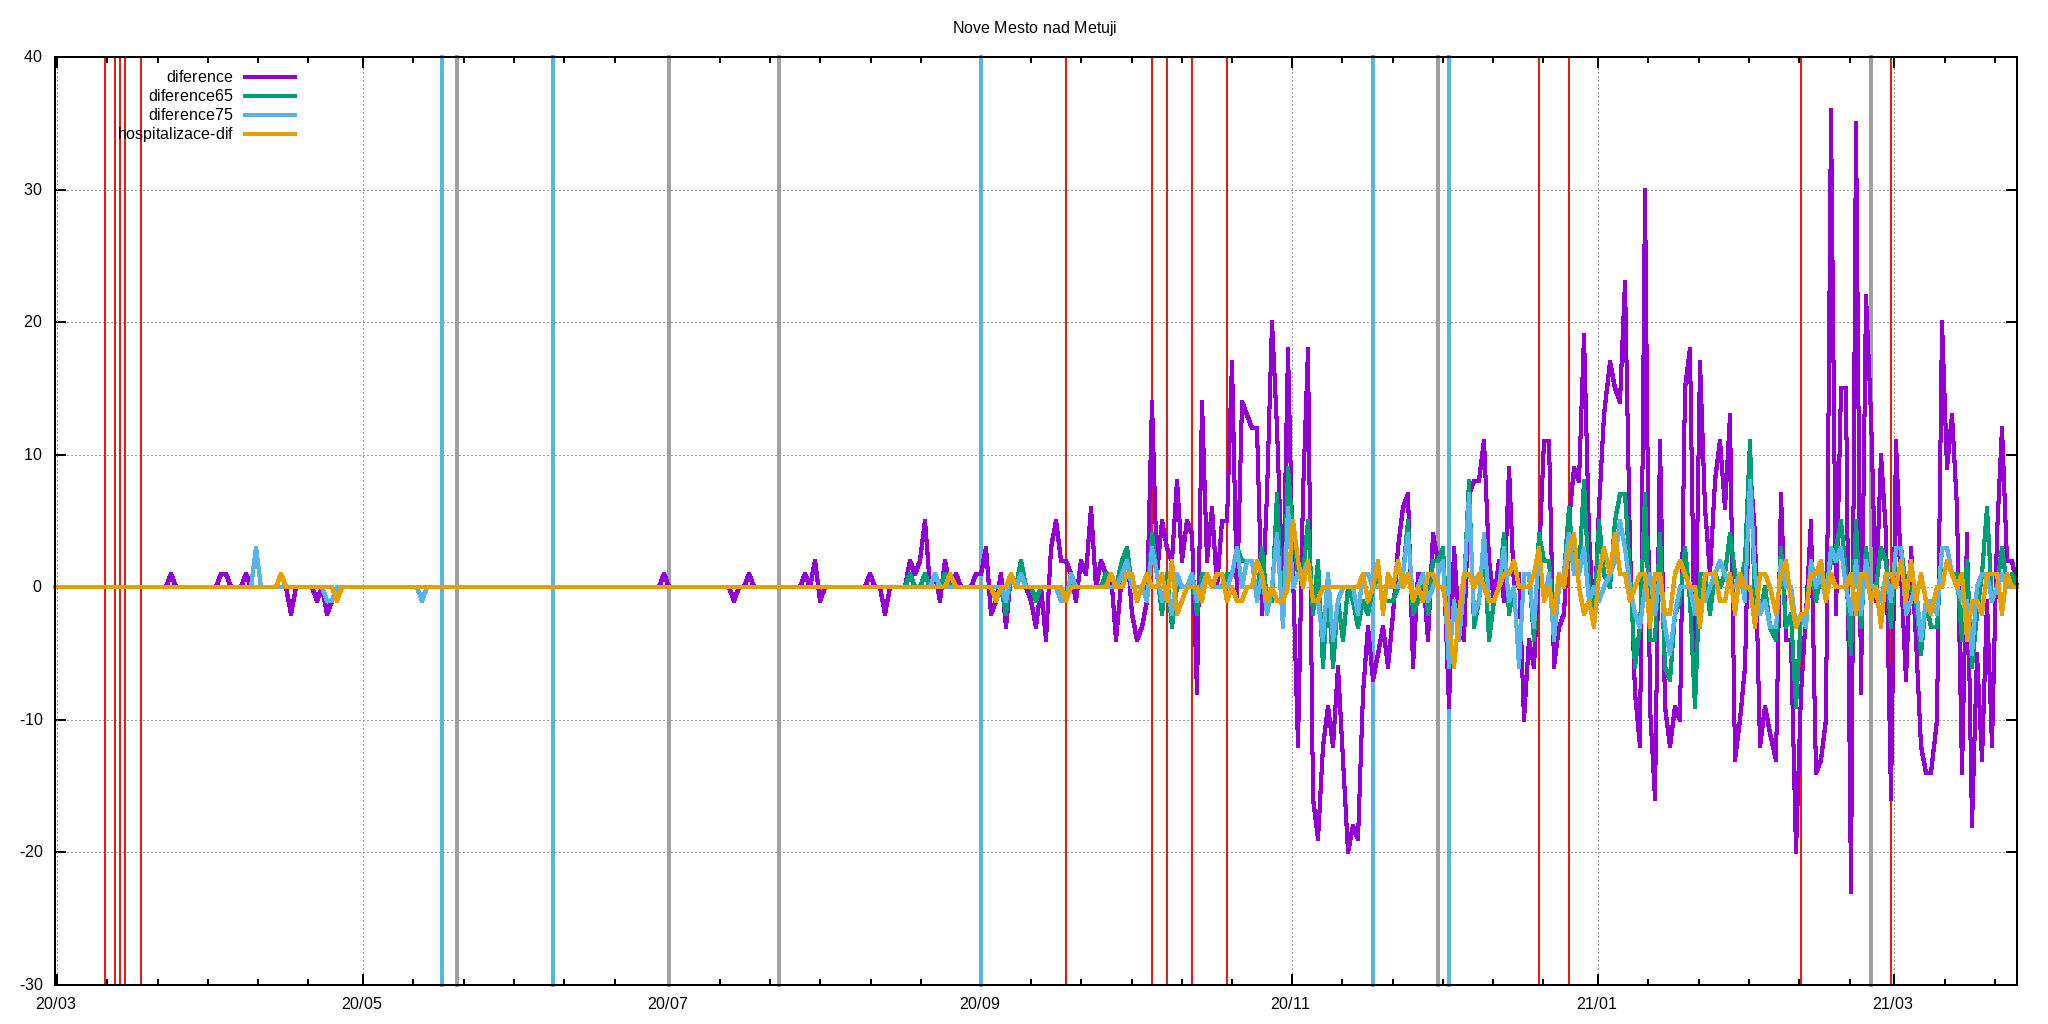 Nove Mesto nad Metuji
40
30
20
10
0
-10
-20
-30
diference
diference65
diference75
hospitalizace-dif
20/03 20/05 20/07 20/09 20/11 21/01 21/03